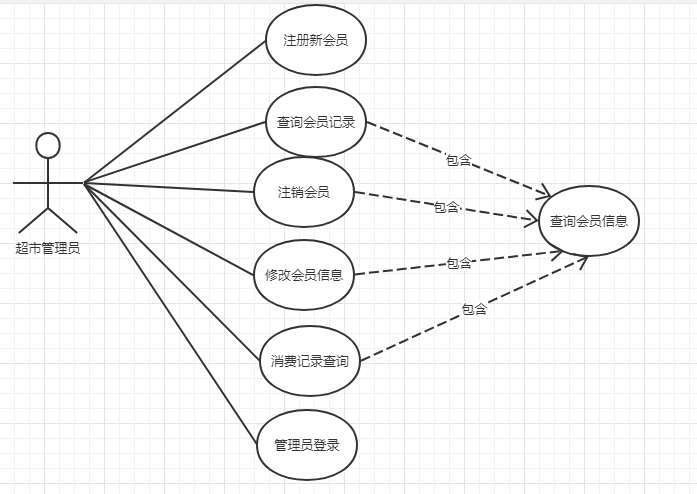 注册新会员
查询会员记录
包含
注销会员
包含
查询会员信息
超市管理员
修改会员信息
包含
包含
消费记录查询
管理员登录